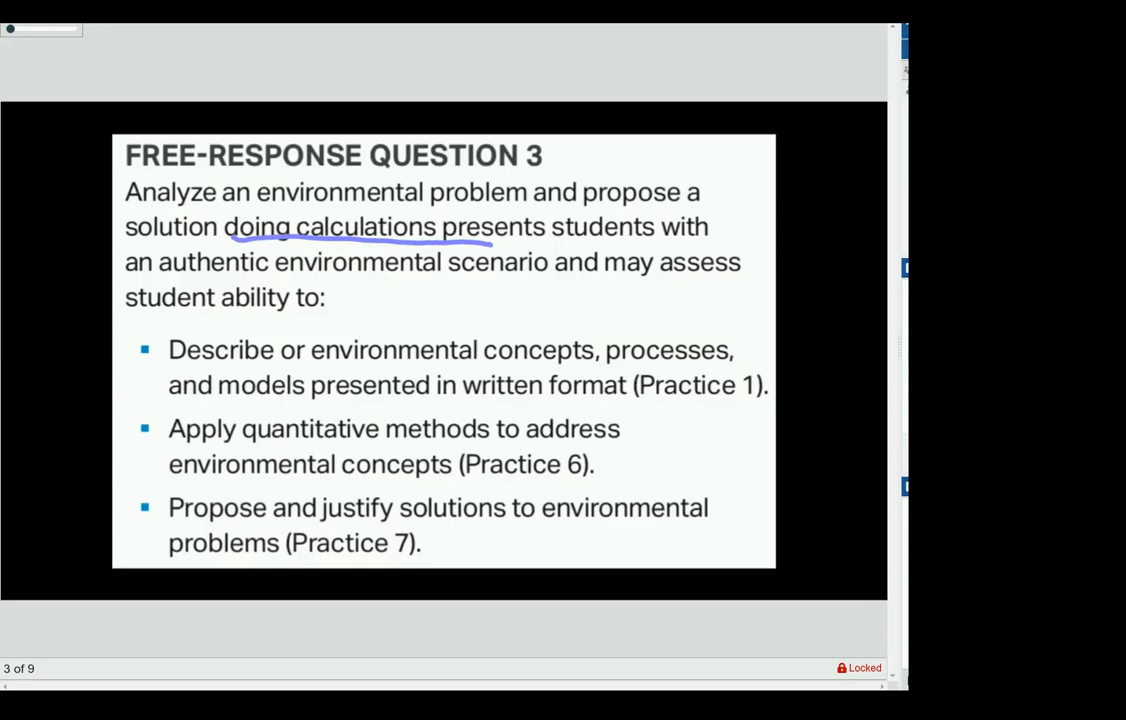 FREE-RESPONSE QUESTION 3
Analyze an environmental problem and propose a
solution doing calculations presents students with
an authentic environmental scenario and may assess
student ability to:
▪ Describe or environmental concepts, processes,
and models presented in written format (Practice 1).
▪ Apply quantitative methods to address
environmental concepts (Practice 6).
▪ Propose and justify solutions to environmental
problems (Practice 7).
3 of 9
Locked